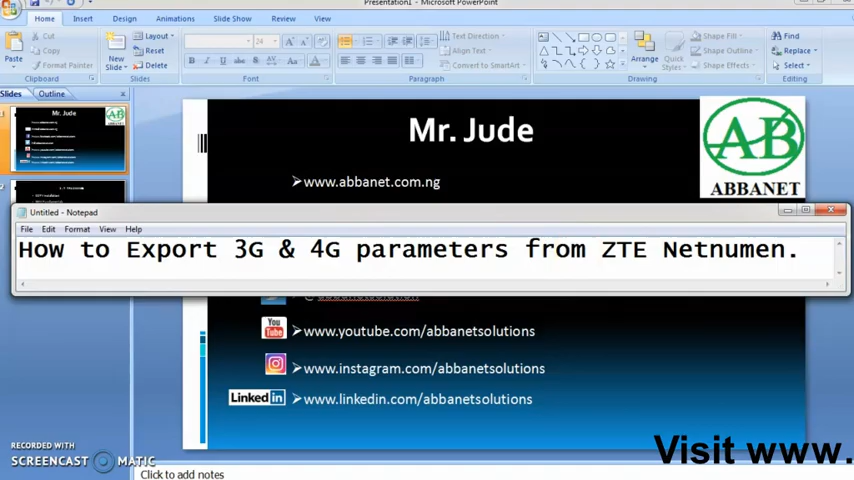 Presentation1 - Microsoft PowerPoint
Home Insert Design Animations Slide Show Review View
Cut
Copy
Format Painter
Paste
Clipboard
New
Slide
Layout
Reset
Delete
Slides
Font
Text Direction
Align Text
Convert to SmartArt
Paragraph
Arrange
Quick
Styles
Shape Fill
Shape Outline
Shape Effects
Drawing
Find
Replace
Select
Editing
Slides Outline
Mr. Jude
AB
ABBANET
www.abbanet.com.ng
Untitled - Notepad
File Edit Format View Help
How to Export 3G & 4G parameters from ZTE Netnumen.
You
Tube
www.youtube.com/abbanetsolutions
www.instagram.com/abbanetsolutions
Linked in
www.linkedin.com/abbanetsolutions
RECORDED WITH
SCREENCAST MATIC
Visit www.
Click to add notes